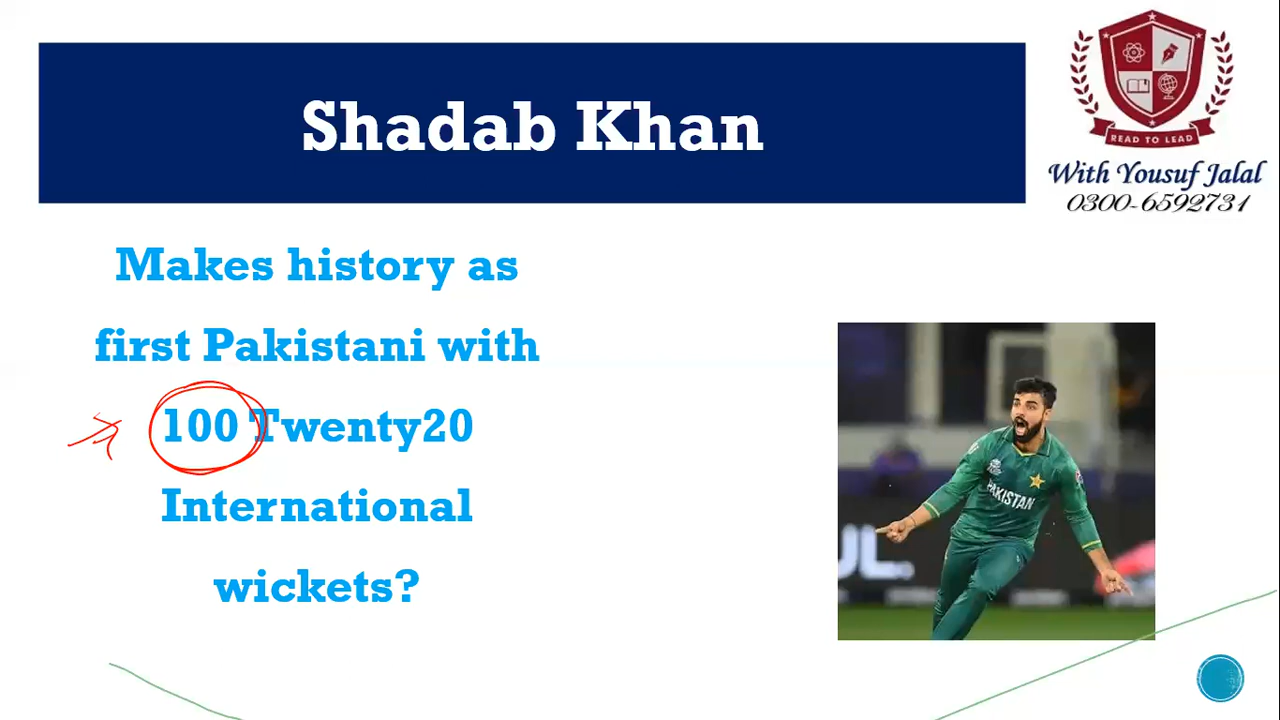 Shadab Khan
READ TO LEAD
With Yousuf Jalal
0300-6592731
Makes history as
first Pakistani with
100 Twenty20
International
wickets?
PAKISTAN
UL.